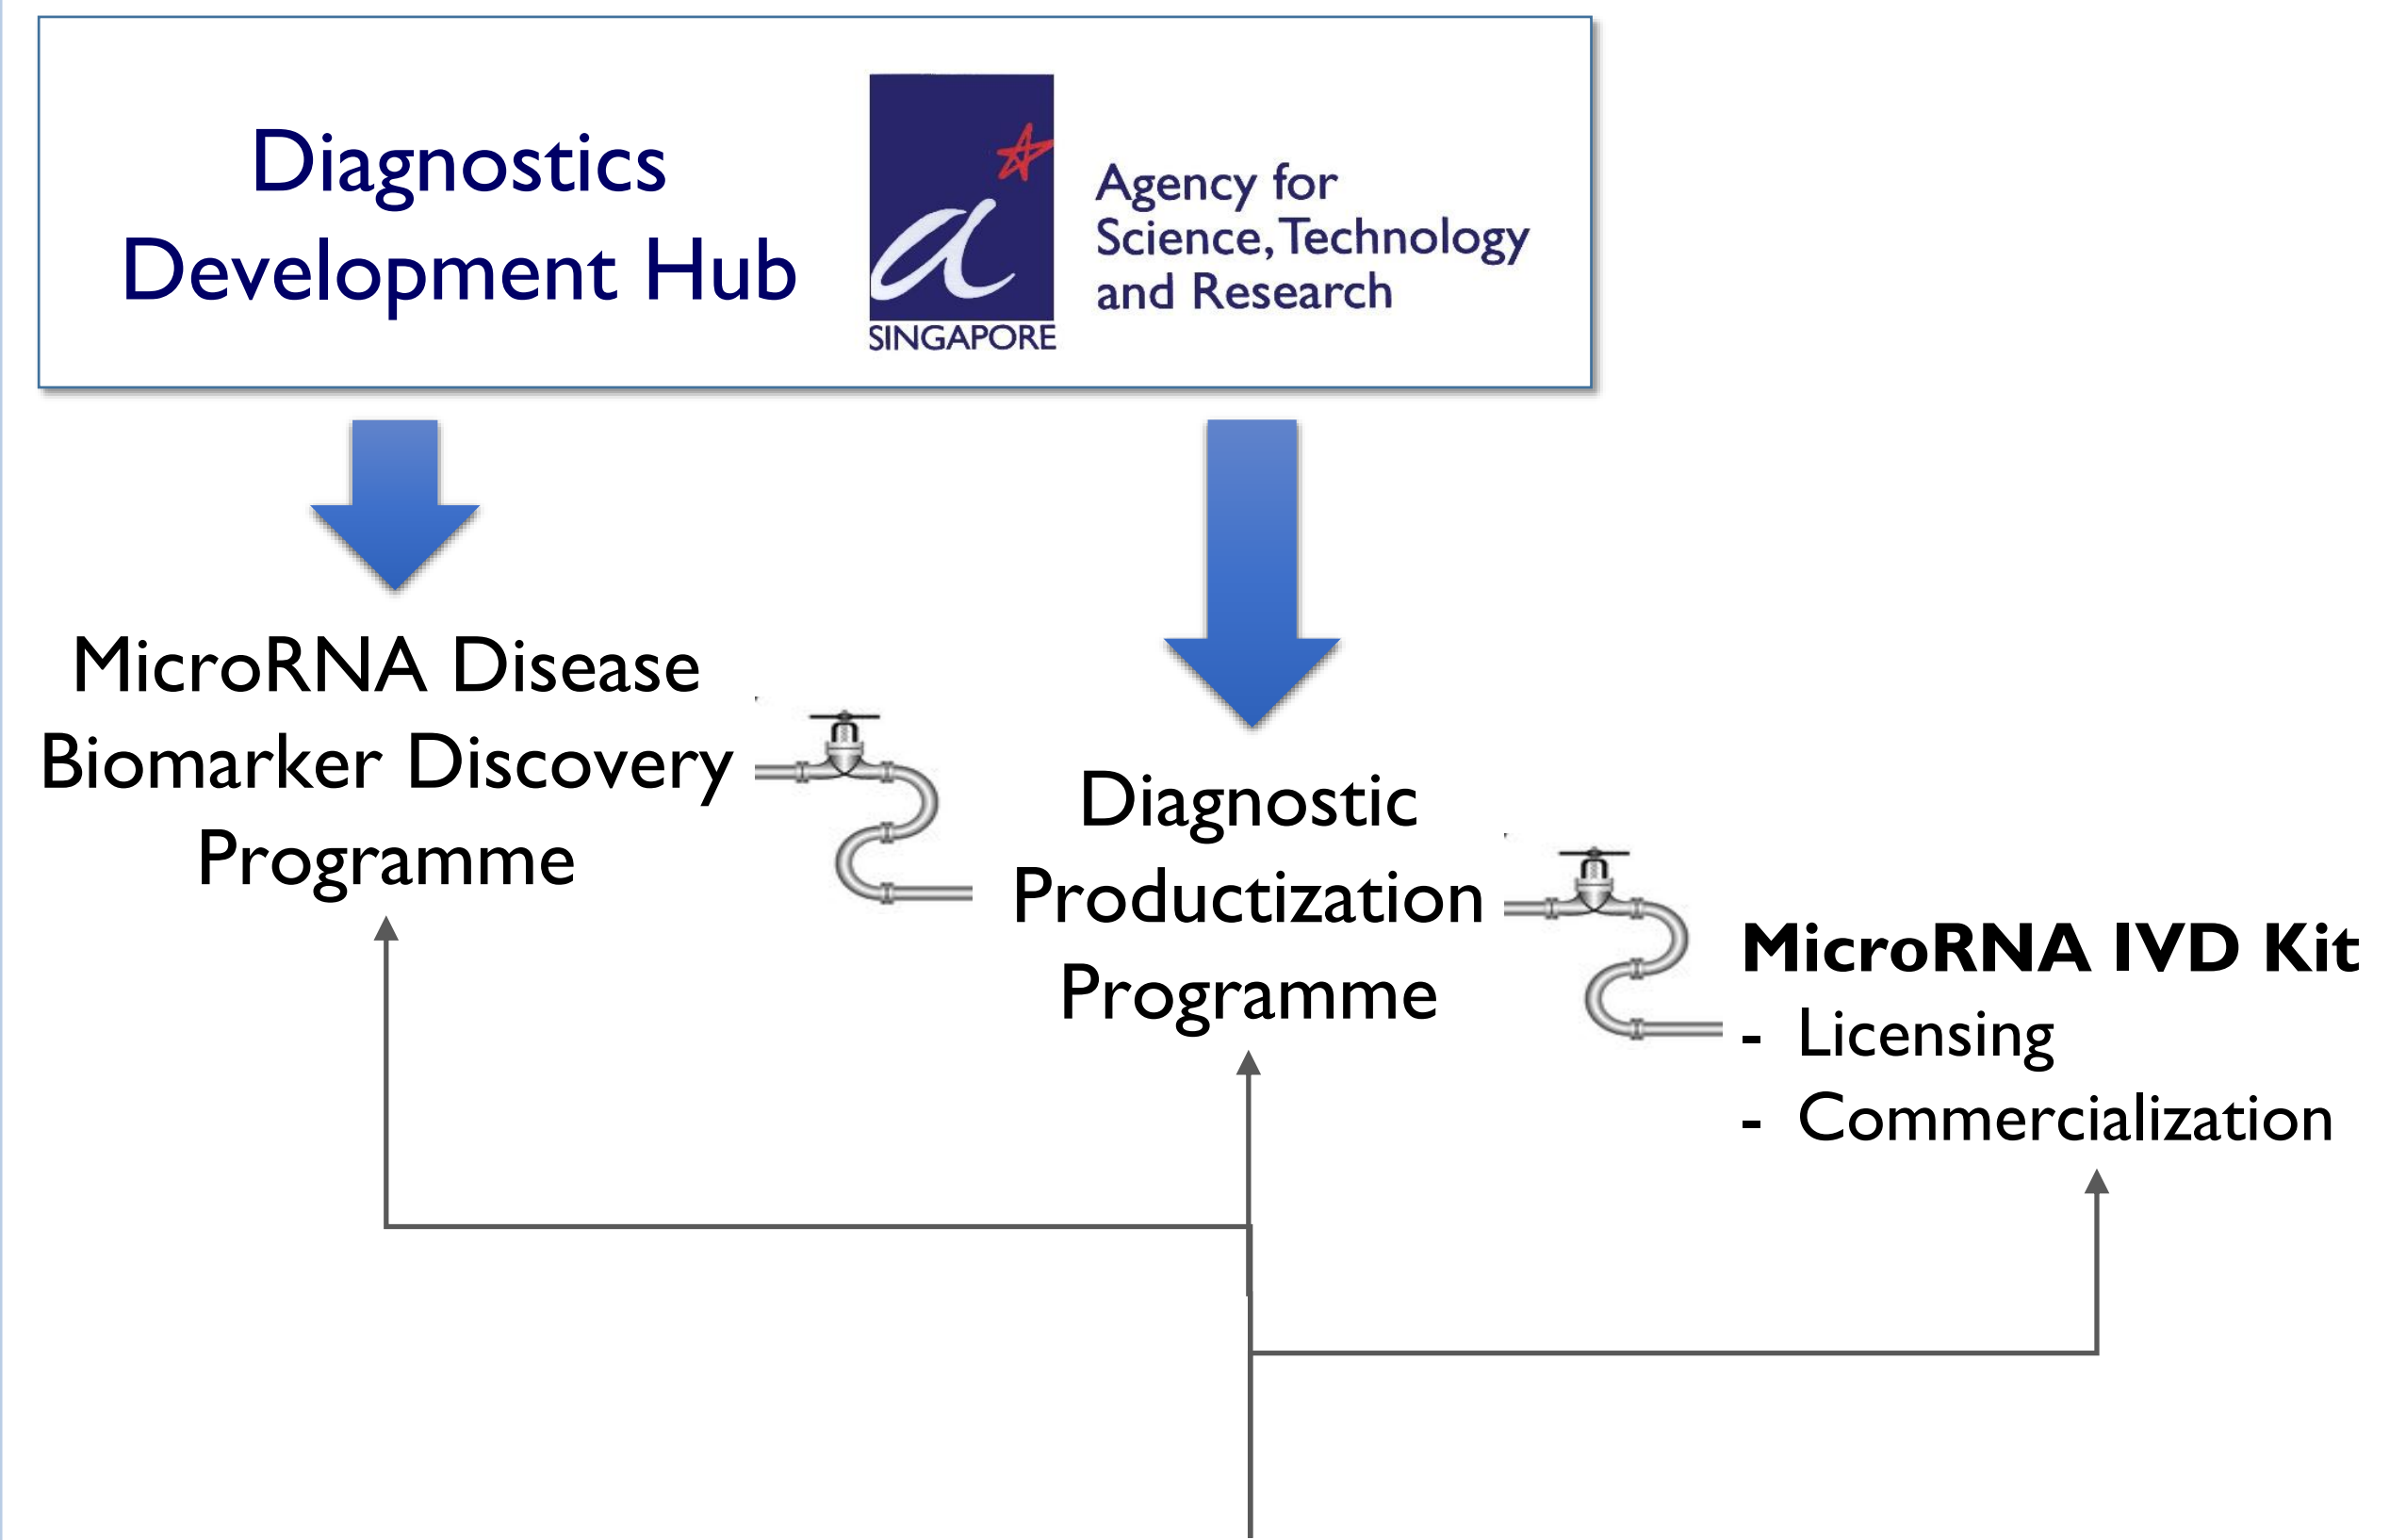 Diagnostics
Development Hub
Agency for
Science, Technology
and Research
SINGAPORE
MicroRNA Disease
Biomarker Discovery
Programme
Diagnostic
Productization
Programme
MicroRNA IVD Kit
- Licensing
- Commercialization